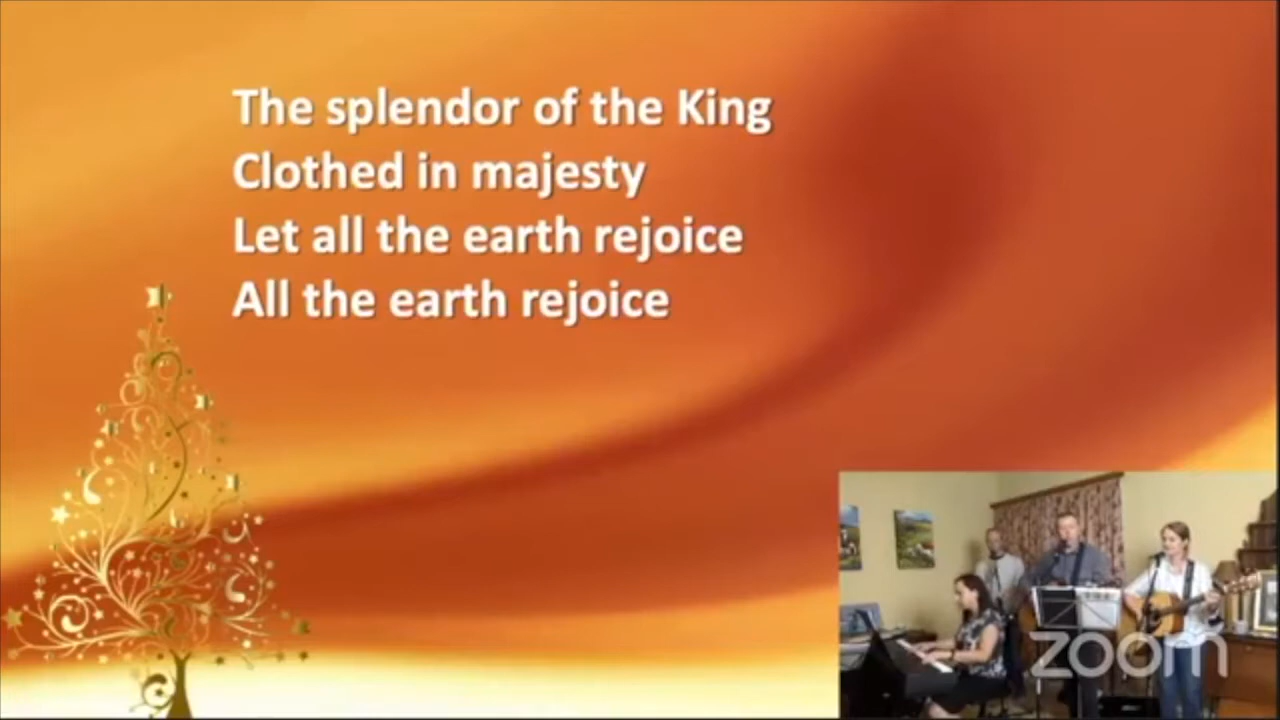 The splendor of the King
Clothed in majesty
Let all the earth rejoice
All the earth rejoice
zoom